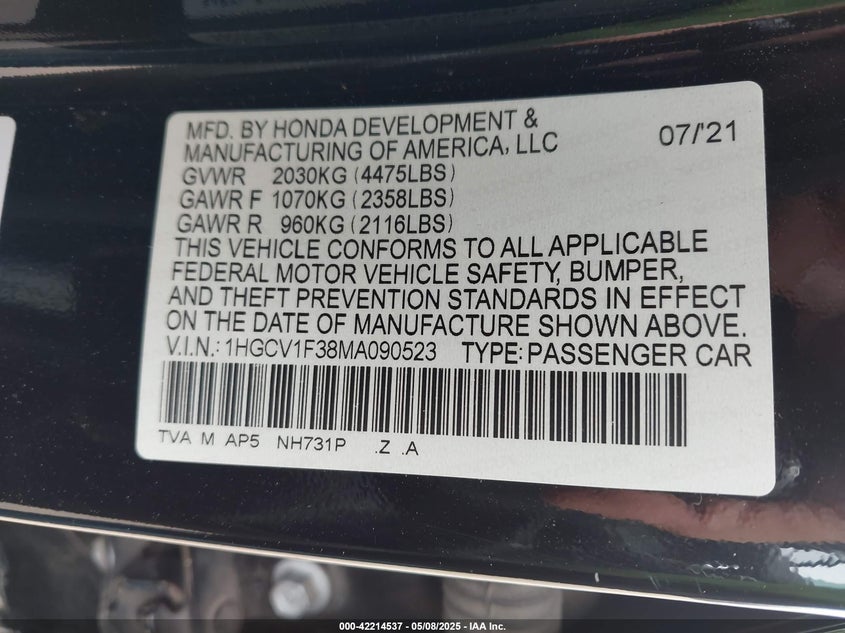 MFD. BY HONDA DEVELOPMENT & 07/'21
MANUFACTURING OF AMERICA, LLC
GVWR 2030KG (4475LBS)
GAWR F 1070KG (2358LBS)
GAWR R 960KG (2116LBS)
THIS VEHICLE CONFORMS TO ALL APPLICABLE
FEDERAL MOTOR VEHICLE SAFETY, BUMPER,
AND THEFT PREVENTION STANDARDS IN EFFECT
ON THE DATE OF MANUFACTURE SHOWN ABOVE.
V.I.N.: 1HGCV1F38MA090523 TYPE: PASSENGER CAR
TVA M AP5 NH731P .Z .A
000-42214537 - 05/08/2025 - IAA Inc.